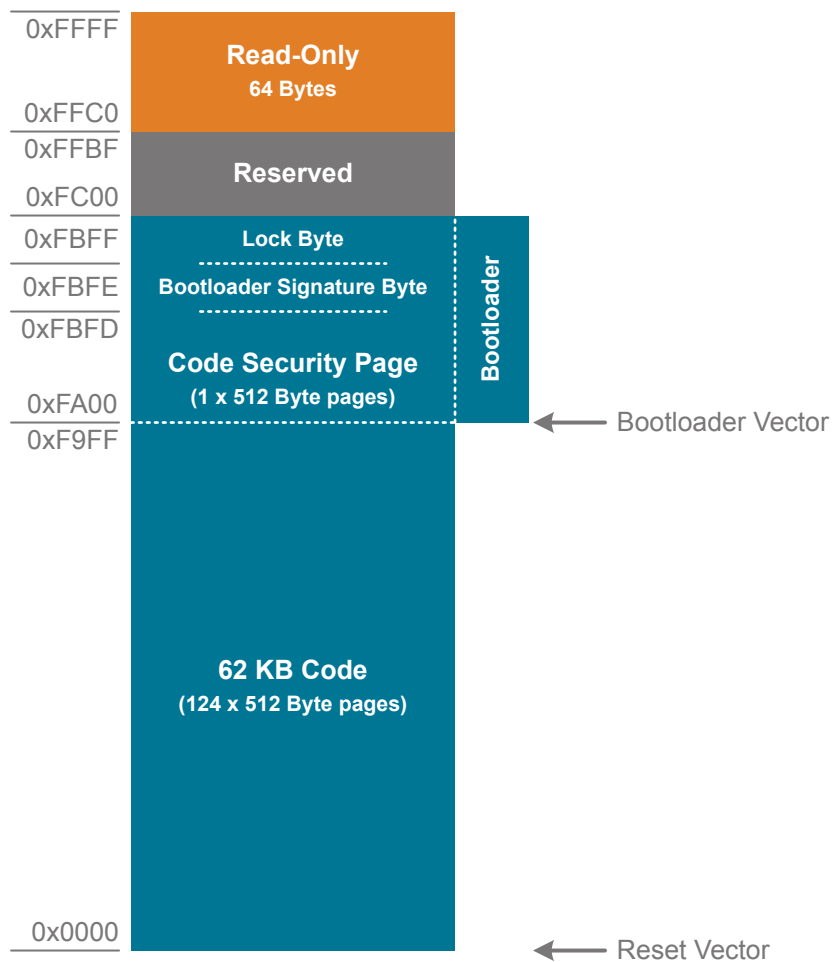 0xFFFF
Read-Only
64 Bytes
0xFFC0
0xFFBF
Reserved
0xFC00
0xFBFF
Lock Byte
0xFBFE
Bootloader Signature Byte
0xFBFD
Bootloader
Code Security Page
(1 x 512 Byte pages)
0xFA00
Bootloader Vector
0xF9FF
62 KB Code
(124 x 512 Byte pages)
0x0000
Reset Vector